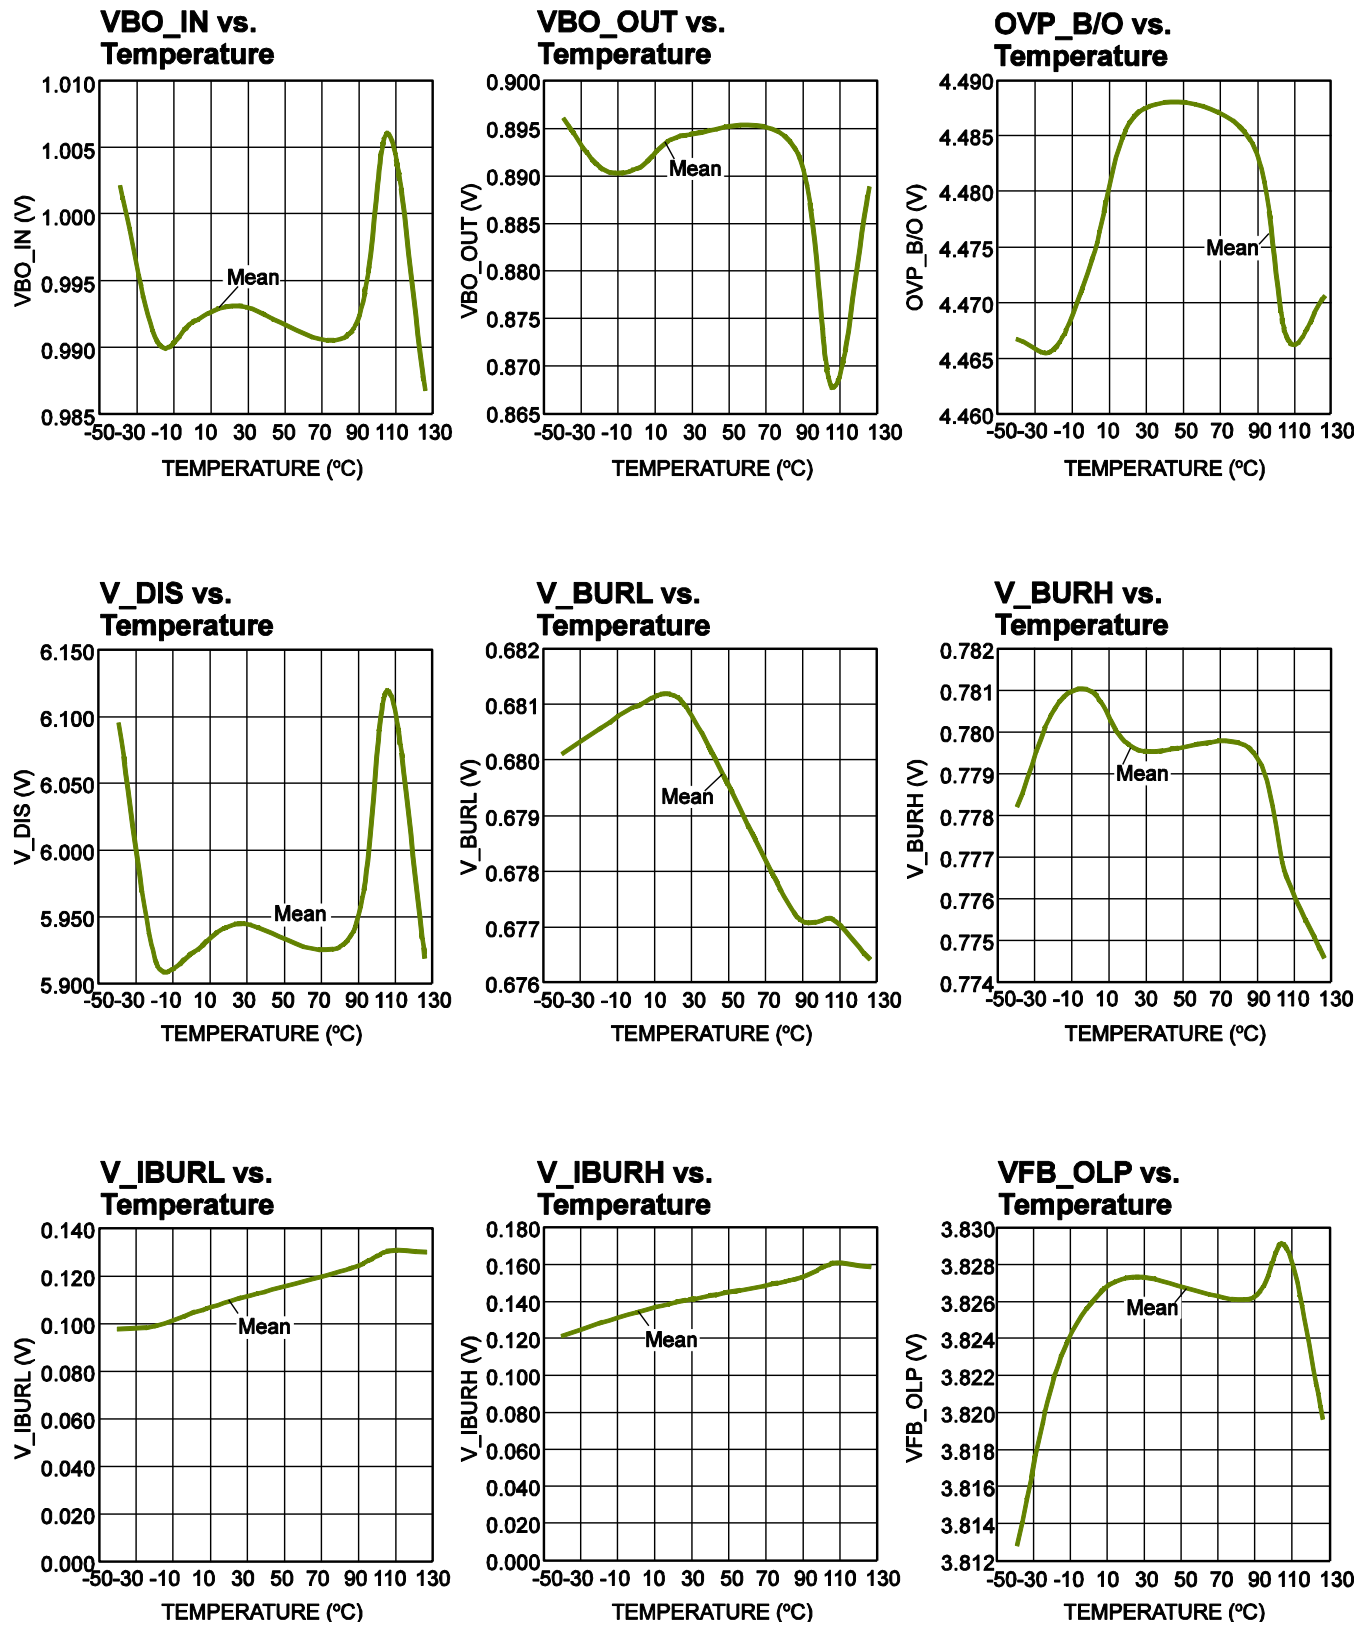 VBO_IN vs.
Temperature
1.010
1.005
1.000
0.995
0.990
0.985
VBO_IN (V)
Mean
-50 -30 -10 10 30 50 70 90 110 130
TEMPERATURE (ºC)
VBO_OUT vs.
Temperature
0.900
0.895
0.890
0.885
0.880
0.875
0.870
0.865
VBO_OUT (V)
Mean
-50 -30 -10 10 30 50 70 90 110 130
TEMPERATURE (ºC)
OVP_B/O vs.
Temperature
4.490
4.485
4.480
4.475
4.470
4.465
4.460
OVP_B/O (V)
Mean
-50 -30 -10 10 30 50 70 90 110 130
TEMPERATURE (ºC)
V_DIS vs.
Temperature
6.150
6.100
6.050
6.000
5.950
5.900
V_DIS (V)
Mean
-50 -30 -10 10 30 50 70 90 110 130
TEMPERATURE (ºC)
V_BURL vs.
Temperature
0.682
0.681
0.680
0.679
0.678
0.677
0.676
V_BURL (V)
Mean
-50 -30 -10 10 30 50 70 90 110 130
TEMPERATURE (ºC)
V_BURH vs.
Temperature
0.782
0.781
0.780
0.779
0.778
0.777
0.776
0.775
0.774
V_BURH (V)
Mean
-50 -30 -10 10 30 50 70 90 110 130
TEMPERATURE (ºC)
V_IBURL vs.
Temperature
0.140
0.120
0.100
0.080
0.060
0.040
0.020
0.000
V_IBURL (V)
Mean
-50 -30 -10 10 30 50 70 90 110 130
TEMPERATURE (ºC)
V_IBURH vs.
Temperature
0.180
0.160
0.140
0.120
0.100
0.080
0.060
0.040
0.020
0.000
V_IBURH (V)
Mean
-50 -30 -10 10 30 50 70 90 110 130
TEMPERATURE (ºC)
VFB_OLP vs.
Temperature
3.830
3.828
3.826
3.824
3.822
3.820
3.818
3.816
3.814
3.812
VFB_OLP (V)
Mean
-50 -30 -10 10 30 50 70 90 110 130
TEMPERATURE (ºC)